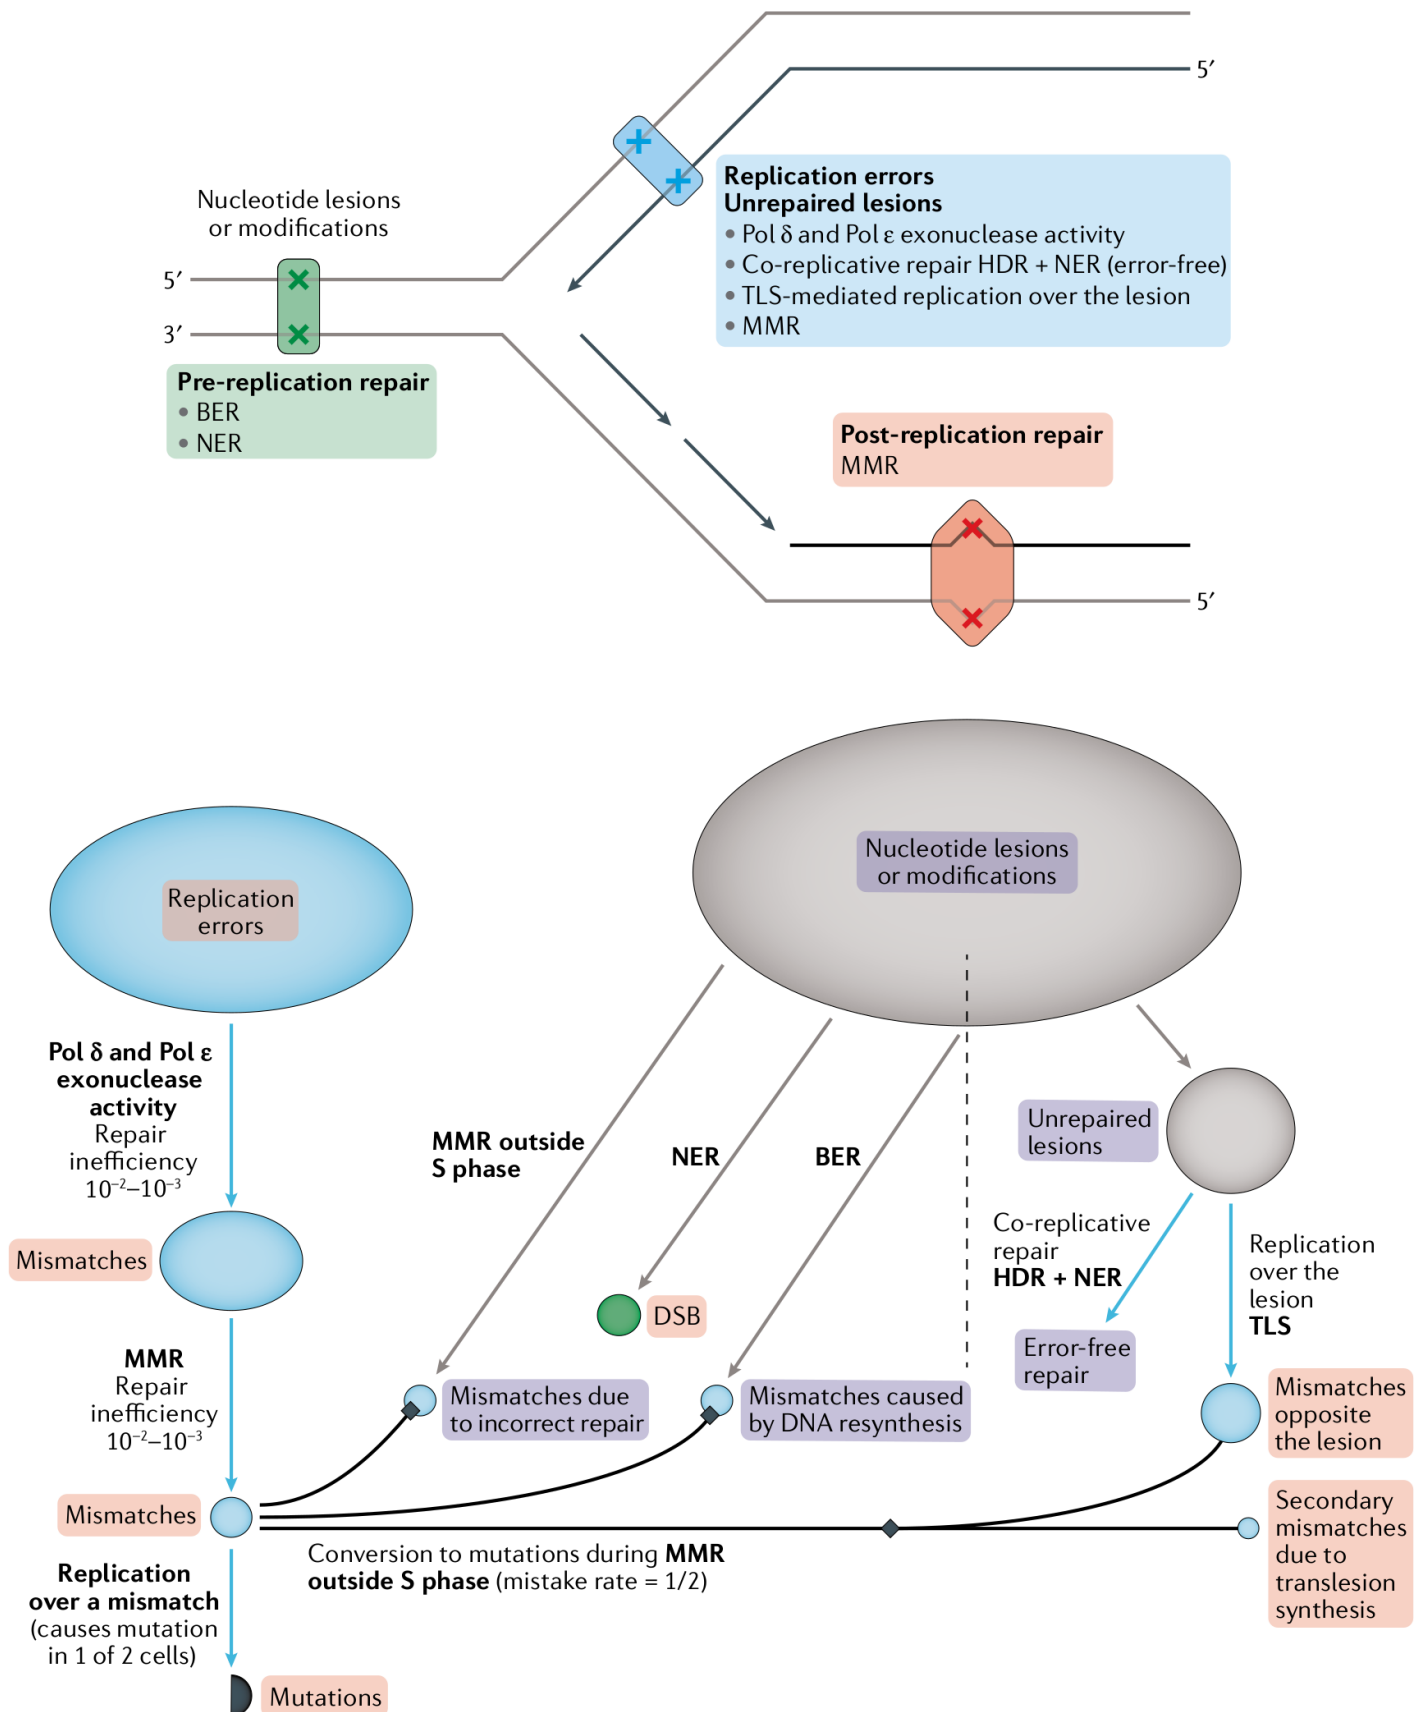 5′
Replication errors
Unrepaired lesions
• Pol δ and Pol ε exonuclease activity
• Co-replicative repair HDR + NER (error-free)
• TLS-mediated replication over the lesion
• MMR
Nucleotide lesions
or modifications
5′
3′
Pre-replication repair
• BER
• NER
Post-replication repair
MMR
5′
Nucleotide lesions
or modifications
Replication
errors
Pol δ and Pol ε
exonuclease
activity
Repair
inefficiency
10⁻²–10⁻³
Mismatches
MMR
Repair
inefficiency
10⁻²–10⁻³
Mismatches
Replication
over a mismatch
(causes mutation
in 1 of 2 cells)
Mutations
MMR outside
S phase
NER
BER
DSB
Mismatches due
to incorrect repair
Mismatches caused
by DNA resynthesis
Unrepaired
lesions
Co-replicative
repair
HDR + NER
Error-free
repair
Replication
over the
lesion
TLS
Mismatches
opposite
the lesion
Secondary
mismatches
due to
translesion
synthesis
Conversion to mutations during MMR
outside S phase (mistake rate = 1/2)